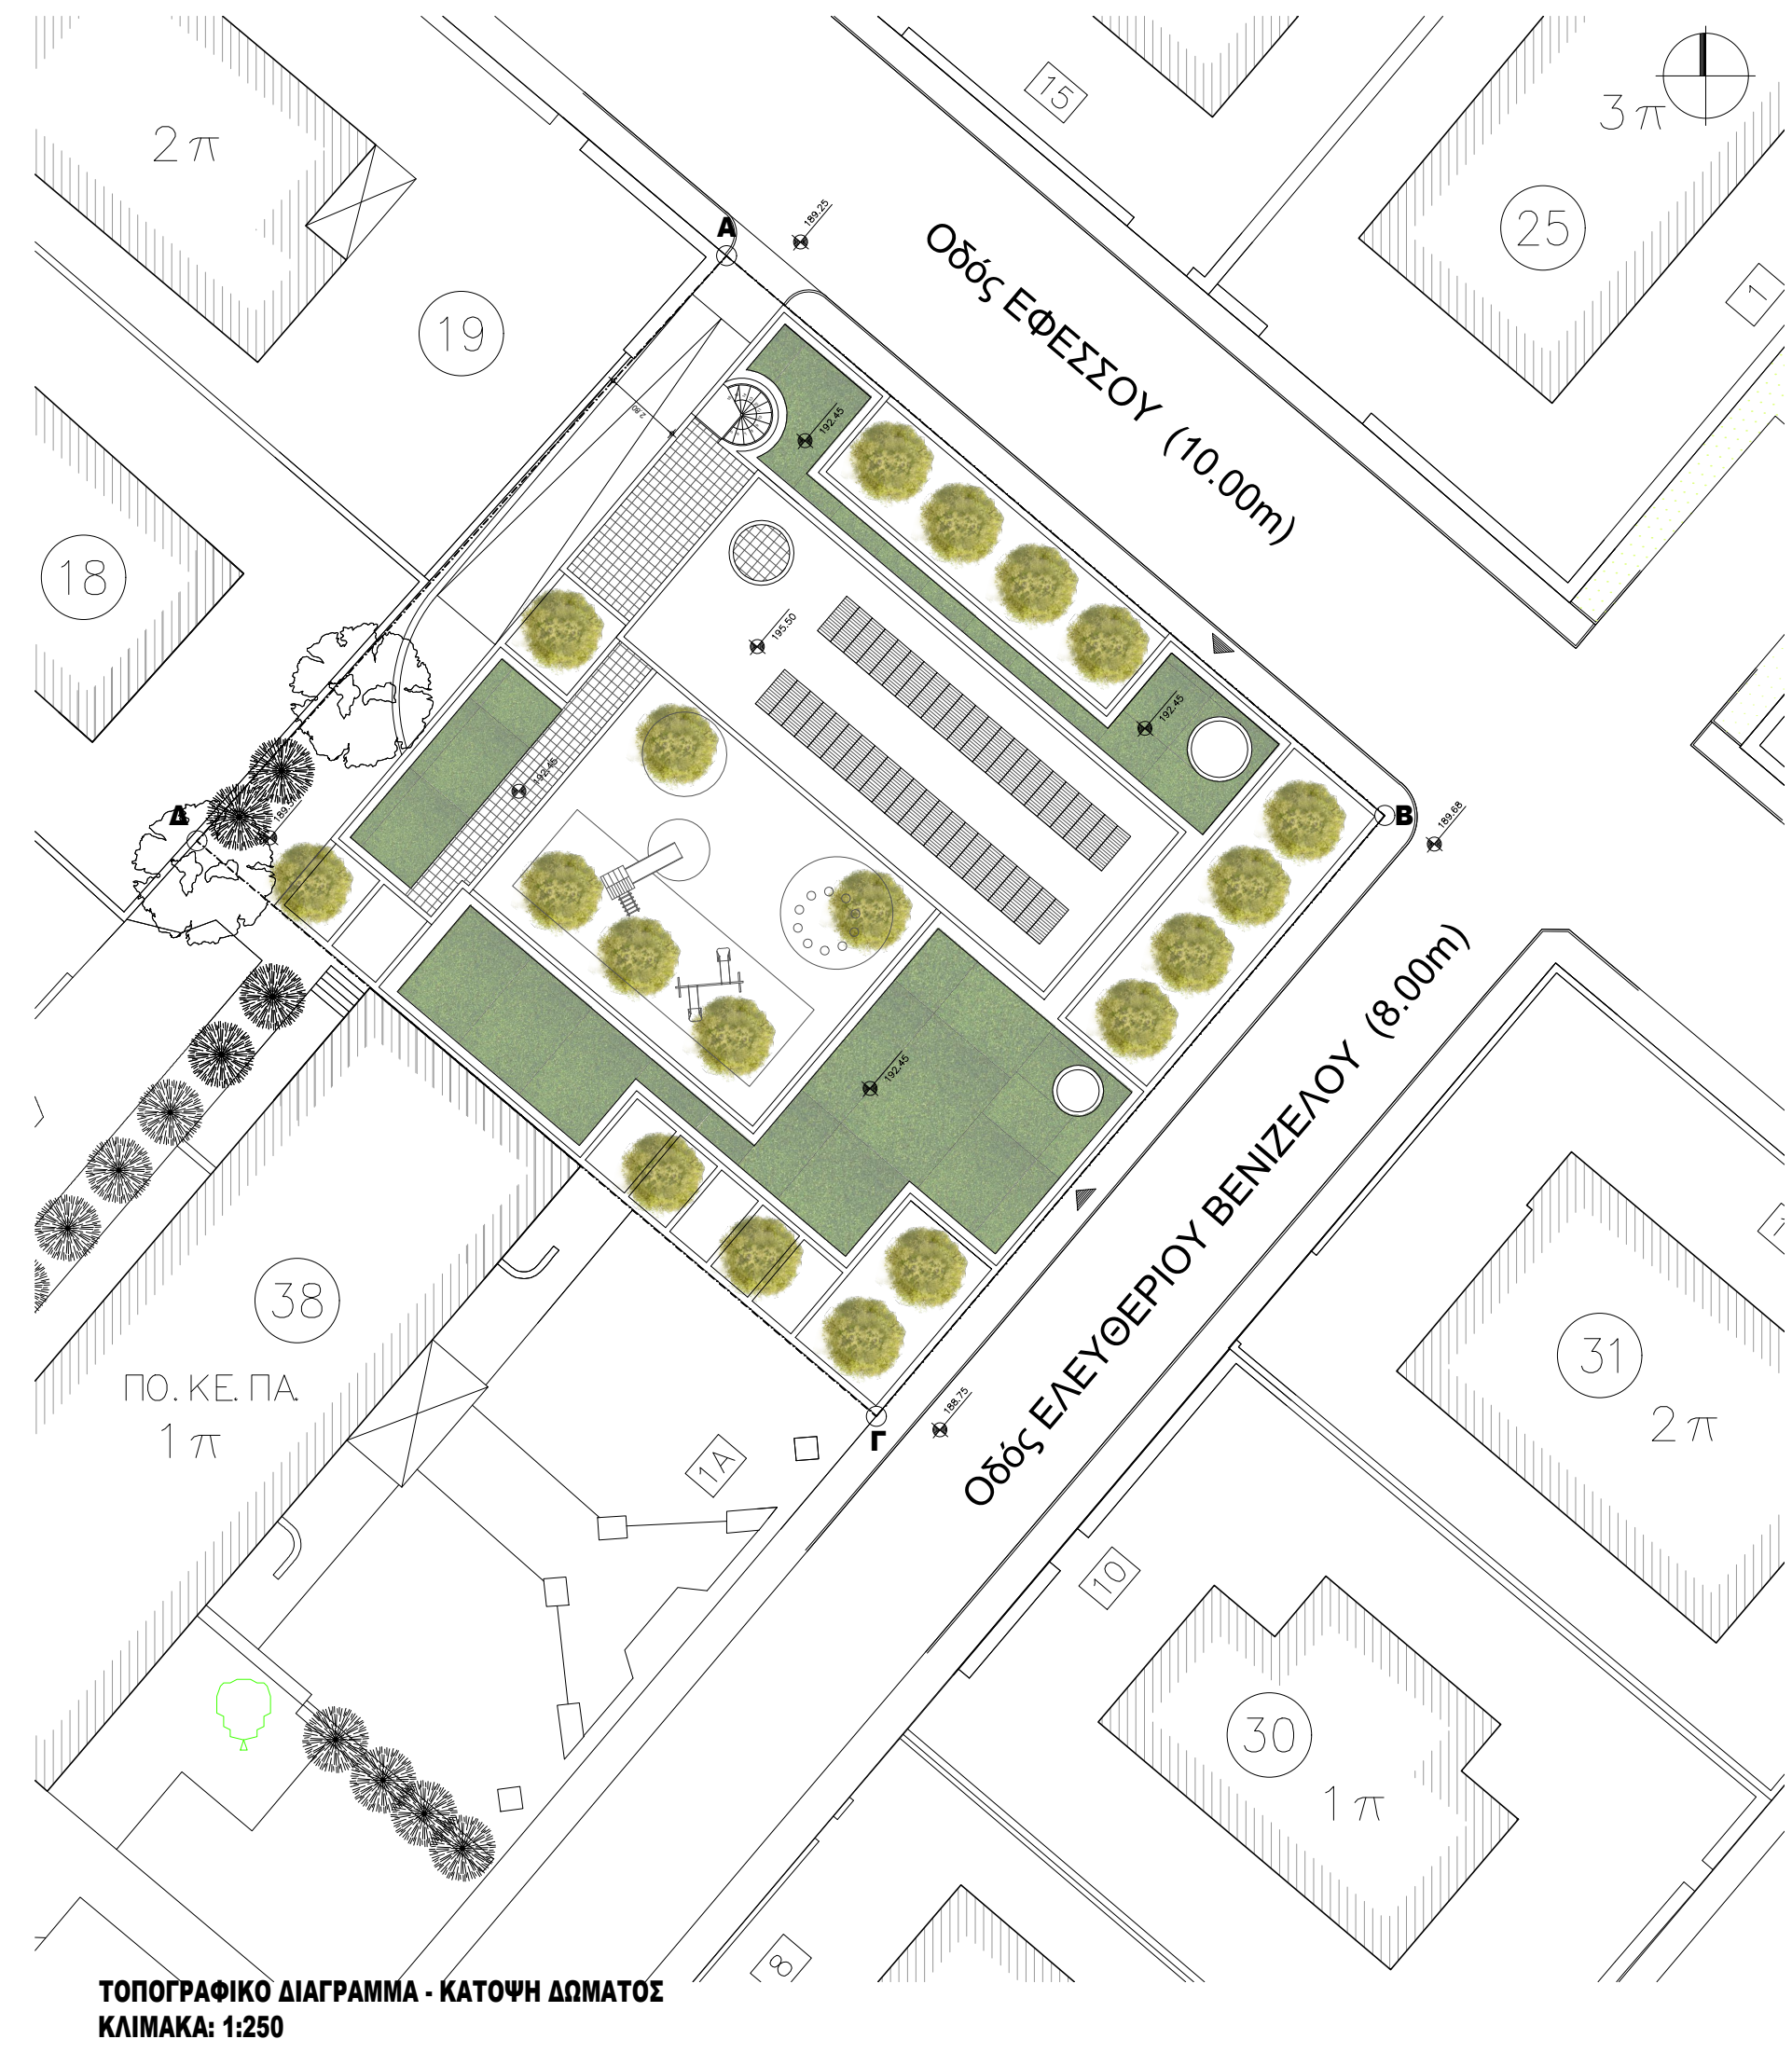 15
3π
2π
25
Α
189.25
Οδός ΕΦΕΣΣΟΥ (10.00m)
1
19
2.80
192.45
18
195.50
192.45
192.45
Δ
Β
189.68
192.45
Οδός ΕΛΕΥΘΕΡΙΟΥ ΒΕΝΙΖΕΛΟΥ (8.00m)
38
ΠΟ. ΚΕ. ΠΑ.
1π
31
2π
188.75
Γ
1Α
10
30
1π
8
ΤΟΠΟΓΡΑΦΙΚΟ ΔΙΑΓΡΑΜΜΑ - ΚΑΤΟΨΗ ΔΩΜΑΤΟΣ
ΚΛΙΜΑΚΑ: 1:250